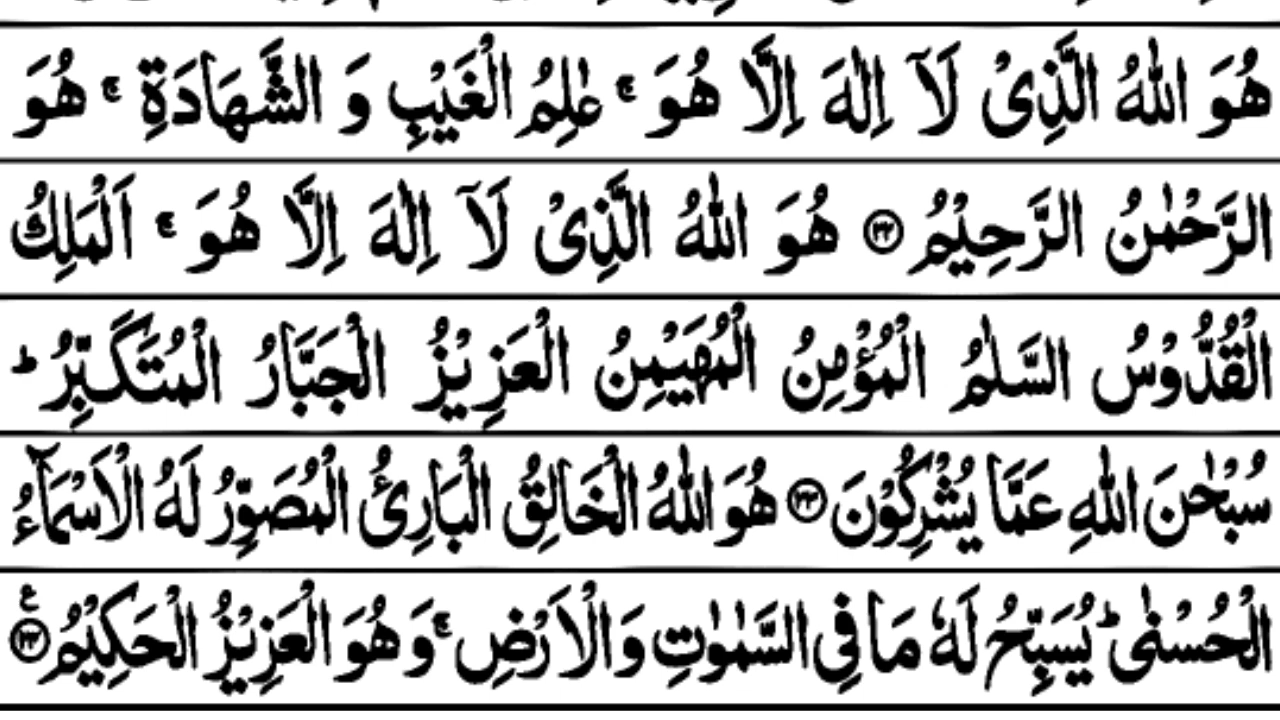 هُوَ اللّٰهُ الَّذِیْ لَاۤ اِلٰهَ اِلَّا هُوَ ۚ عٰلِمُ الْغَیْبِ وَ الشَّهَادَةِ ۚ هُوَ
الرَّحْمٰنُ الرَّحِیْمُ ﴿۲۲﴾ هُوَ اللّٰهُ الَّذِیْ لَاۤ اِلٰهَ اِلَّا هُوَ ۚ اَلْمَلِكُ
الْقُدُّوْسُ السَّلٰمُ الْمُؤْمِنُ الْمُهَیْمِنُ الْعَزِیْزُ الْجَبَّارُ الْمُتَكَبِّرُ ؕ
سُبْحٰنَ اللّٰهِ عَمَّا یُشْرِكُوْنَ ﴿۲۳﴾ هُوَ اللّٰهُ الْخَالِقُ الْبَارِئُ الْمُصَوِّرُ لَهُ الْاَسْمَآءُ
الْحُسْنٰی ؕ یُسَبِّحُ لَهٗ مَا فِی السَّمٰوٰتِ وَ الْاَرْضِ ۚ وَ هُوَ الْعَزِیْزُ الْحَكِیْمُ ﴿۲۴﴾ ع